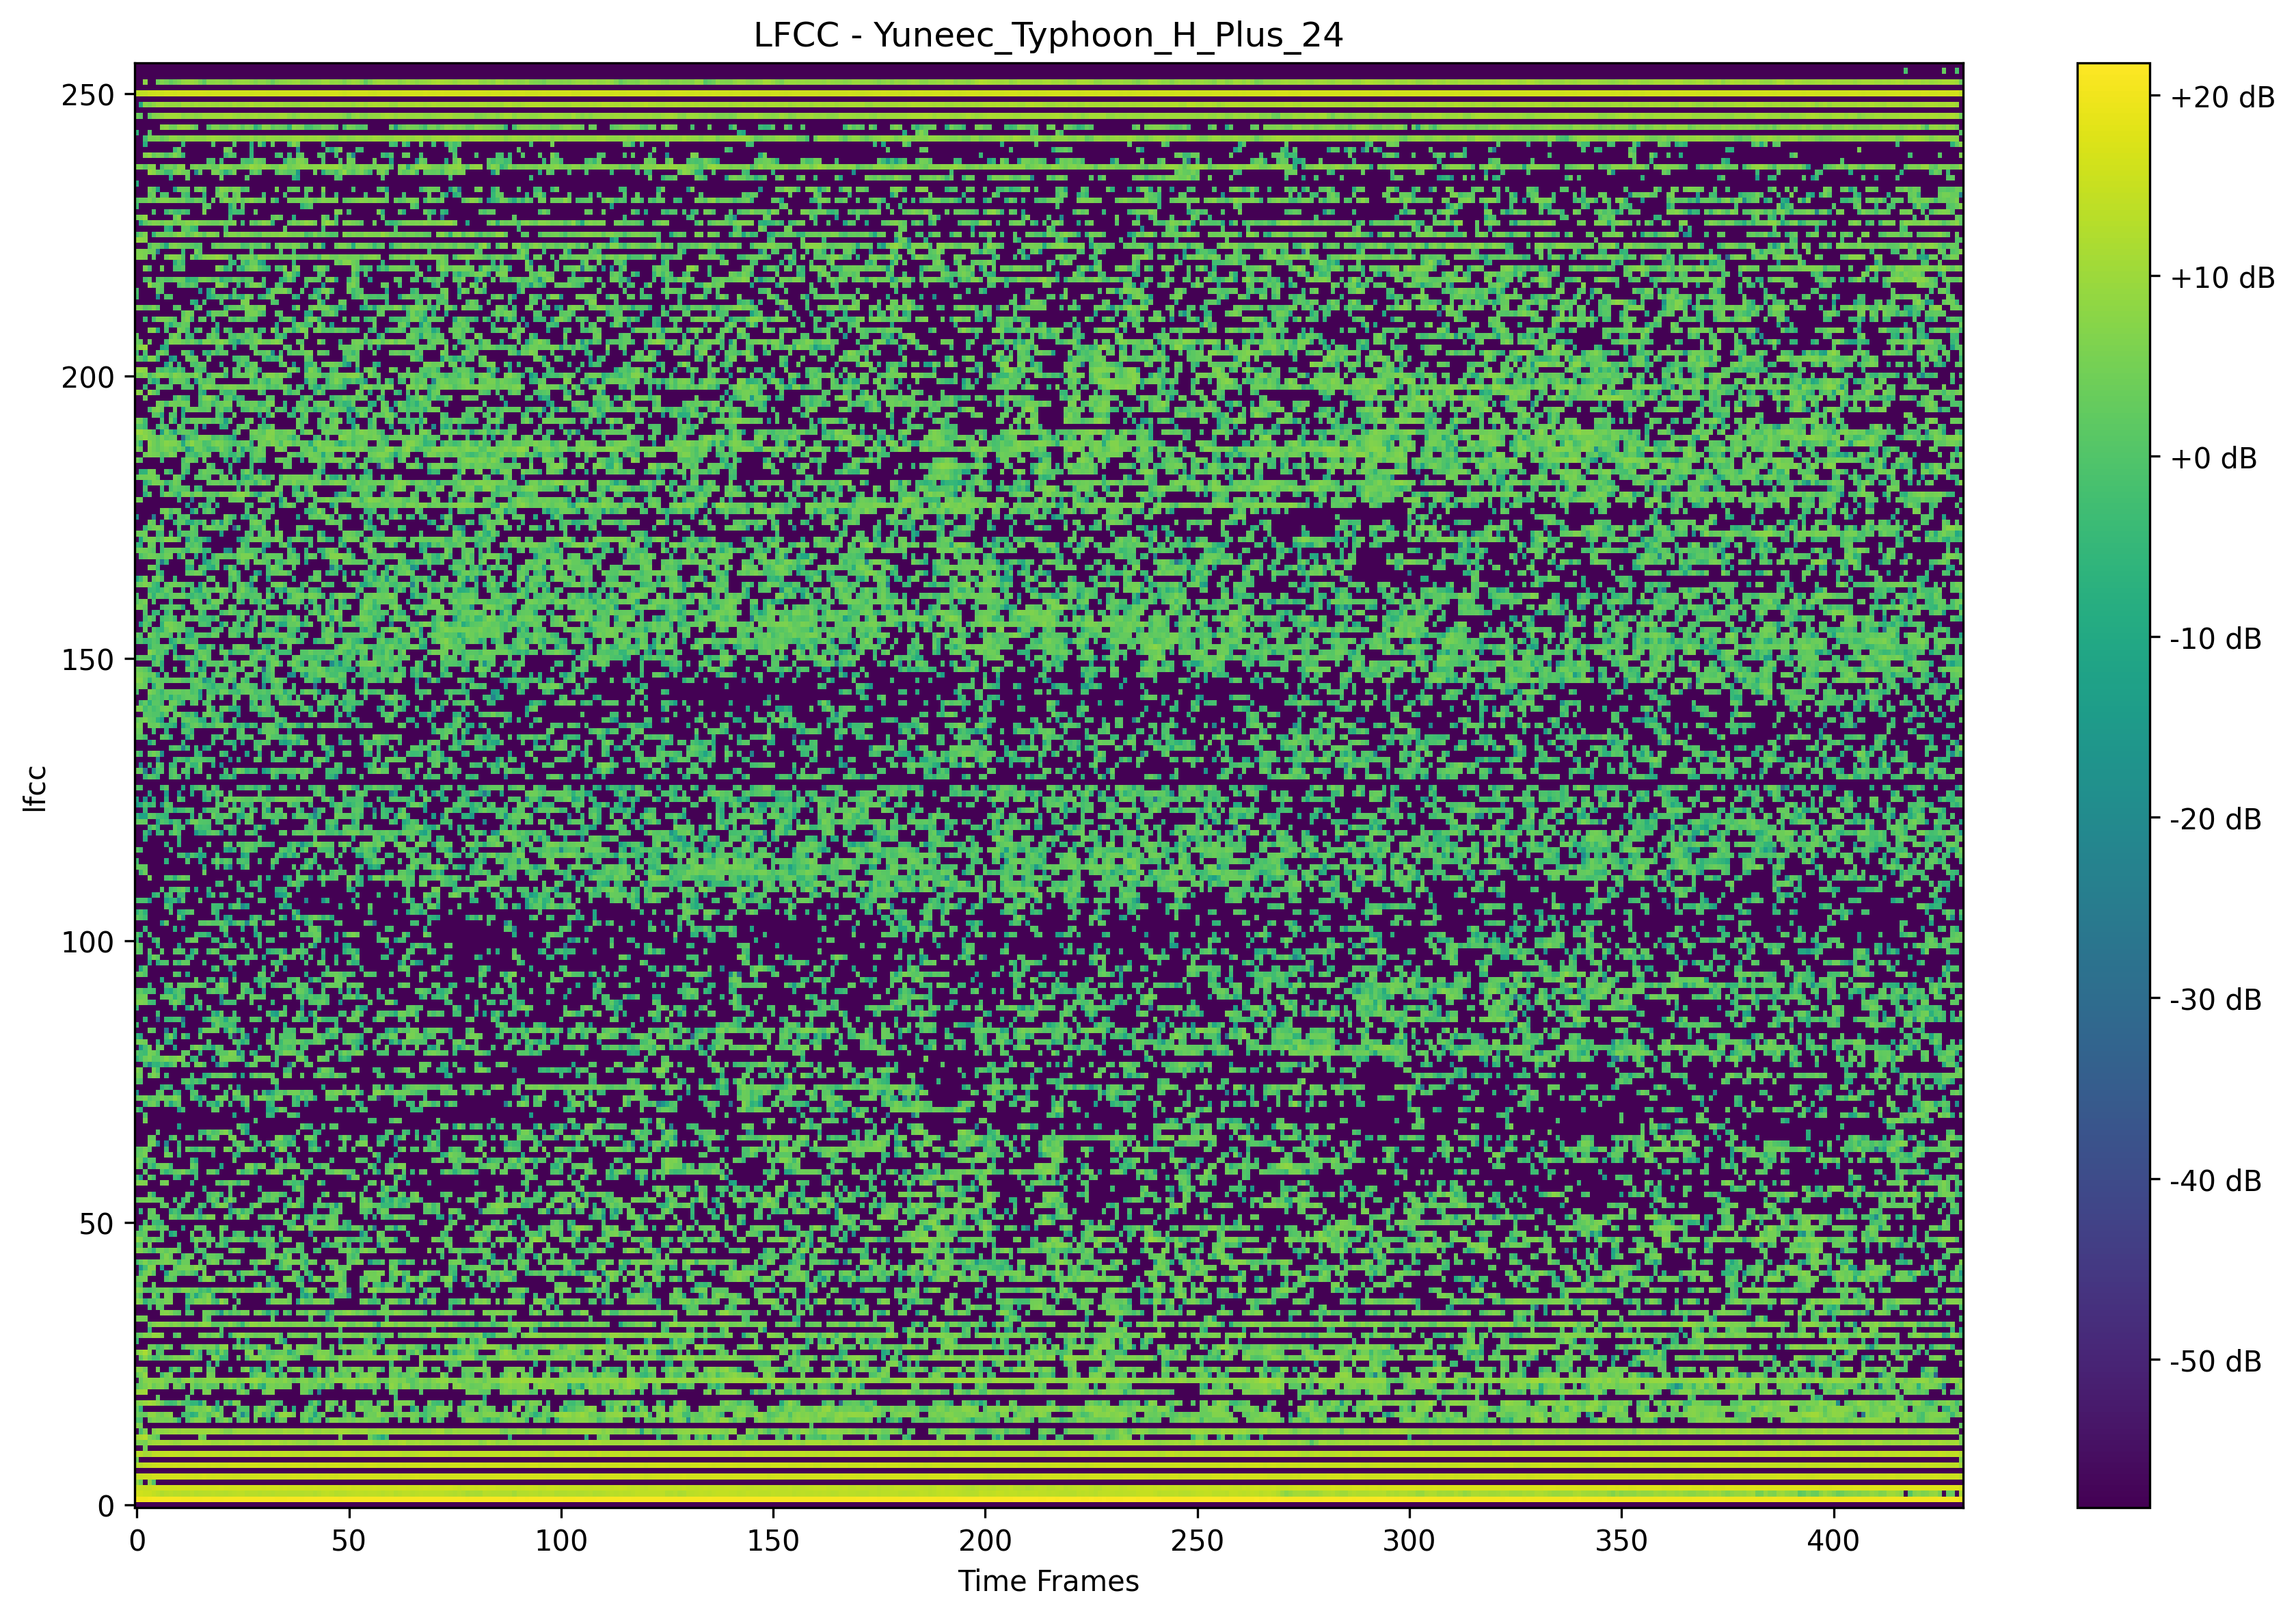 LFCC - Yuneec_Typhoon_H_Plus_24
250
200
150
100
50
0
lfcc
0 50 100 150 200 250 300 350 400
Time Frames
+20 dB
+10 dB
+0 dB
-10 dB
-20 dB
-30 dB
-40 dB
-50 dB